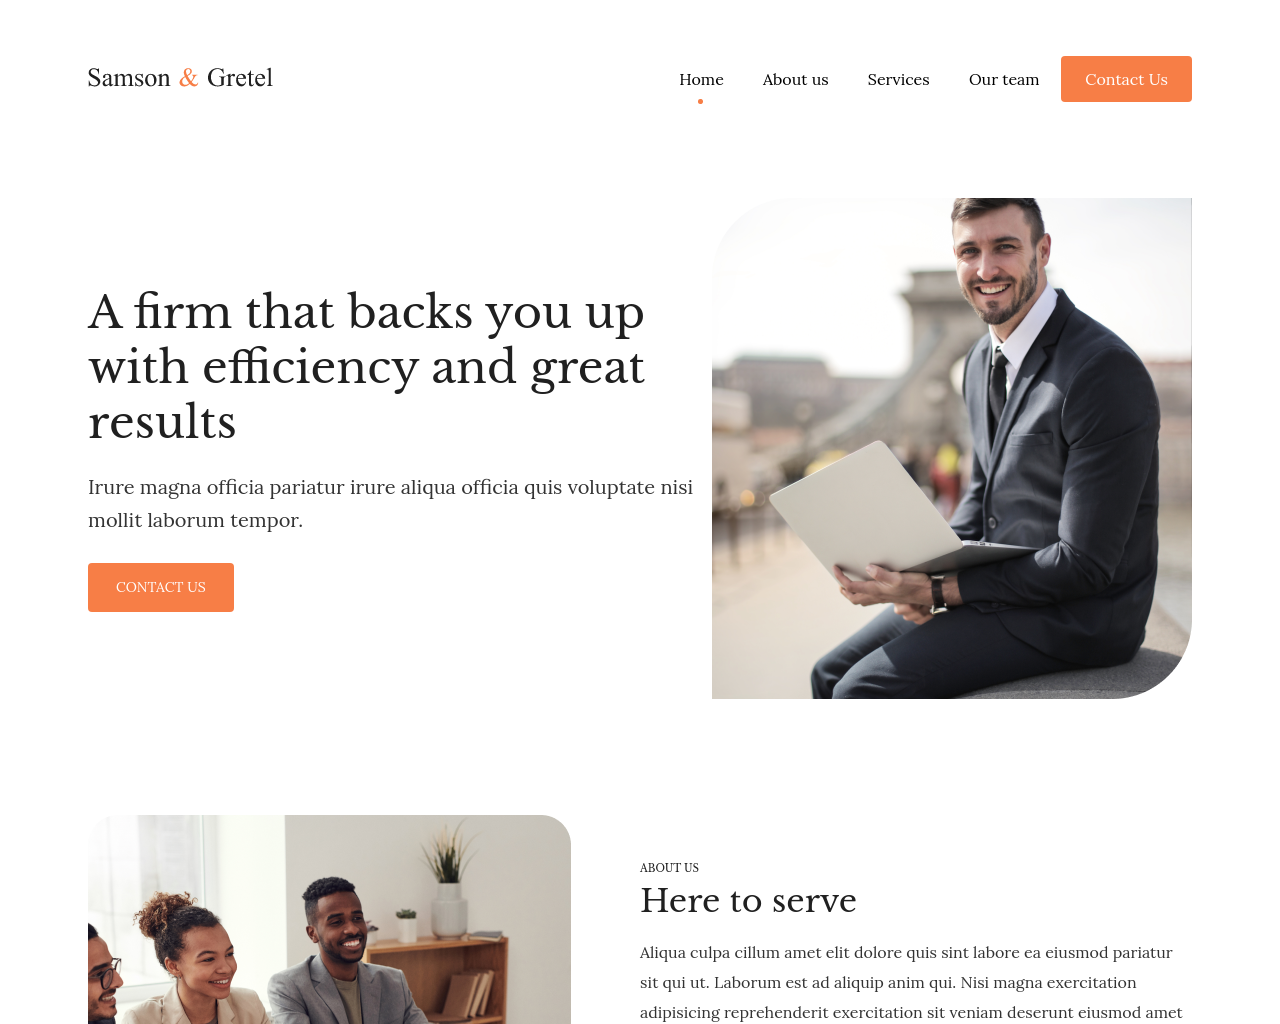 Samson & Gretel
Home About us Services Our team Contact Us
A firm that backs you up
with efficiency and great
results
Irure magna officia pariatur irure aliqua officia quis voluptate nisi
mollit laborum tempor.
CONTACT US
ABOUT US
Here to serve
Aliqua culpa cillum amet elit dolore quis sint labore ea eiusmod pariatur
sit qui ut. Laborum est ad aliquip anim qui. Nisi magna exercitation
adipisicing reprehenderit exercitation sit veniam deserunt eiusmod amet